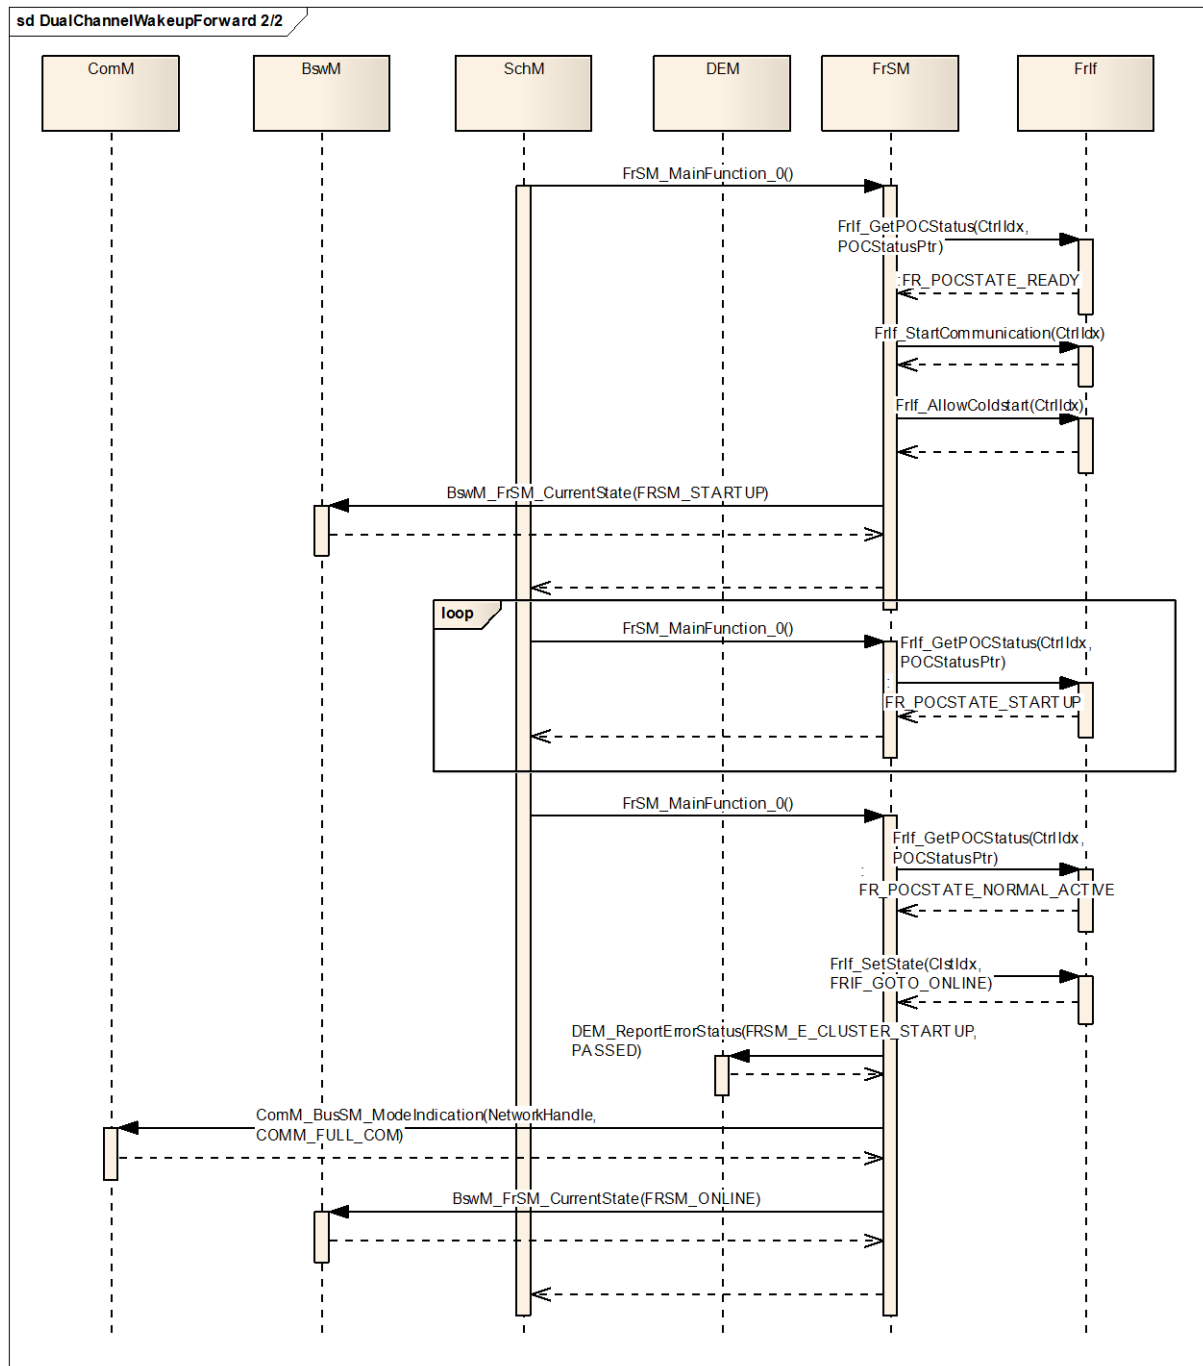 sd DualChannelWakeupForward 2/2
ComM
BswM
SchM
DEM
FrSM
FrIf
FrSM_MainFunction_0()
FrIf_GetPOCStatus(CtrlIdx,
POCStatusPtr)
:FR_POCSTATE_READY
FrIf_StartCommunication(CtrlIdx)
FrIf_AllowColdstart(CtrlIdx)
BswM_FrSM_CurrentState(FRSM_STARTUP)
loop
FrSM_MainFunction_0()
FrIf_GetPOCStatus(CtrlIdx,
POCStatusPtr)
:
FR_POCSTATE_STARTUP
FrSM_MainFunction_0()
FrIf_GetPOCStatus(CtrlIdx,
POCStatusPtr)
:
FR_POCSTATE_NORMAL_ACTIVE
FrIf_SetState(ClstIdx,
FRIF_GOTO_ONLINE)
DEM_ReportErrorStatus(FRSM_E_CLUSTER_STARTUP,
PASSED)
ComM_BusSM_ModeIndication(NetworkHandle,
COMM_FULL_COM)
BswM_FrSM_CurrentState(FRSM_ONLINE)